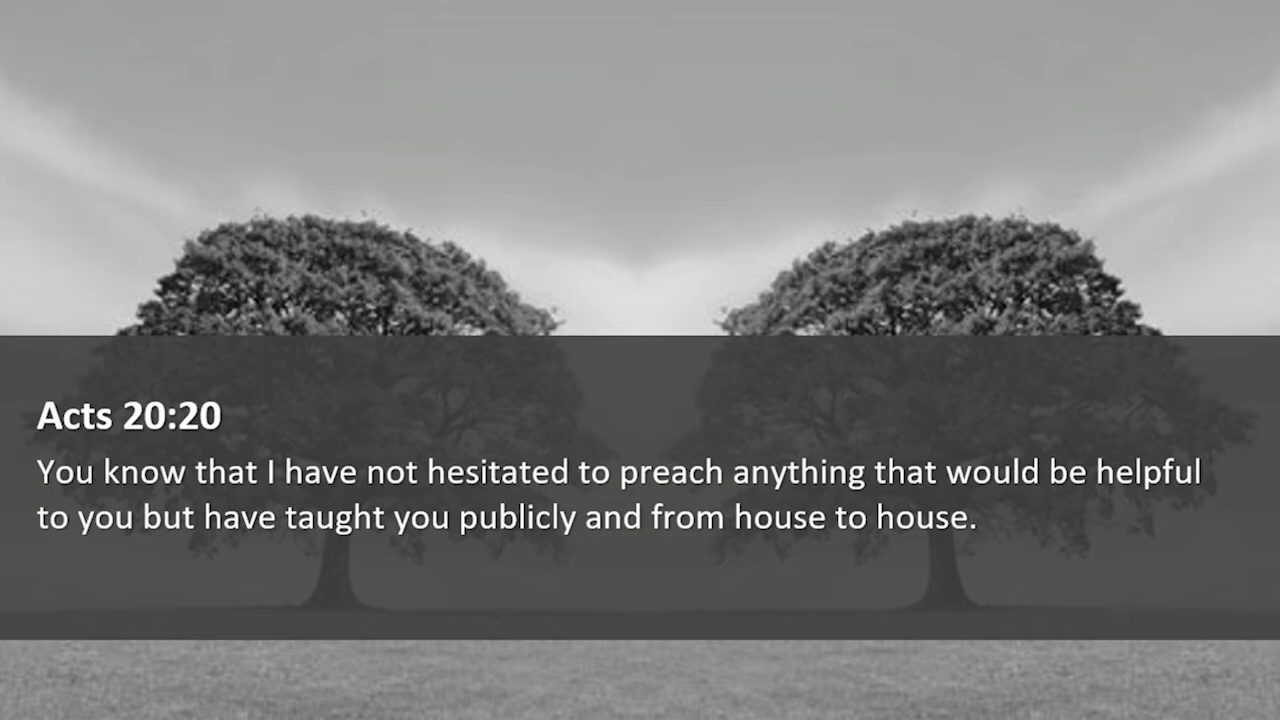 Acts 20:20
You know that I have not hesitated to preach anything that would be helpful
to you but have taught you publicly and from house to house.